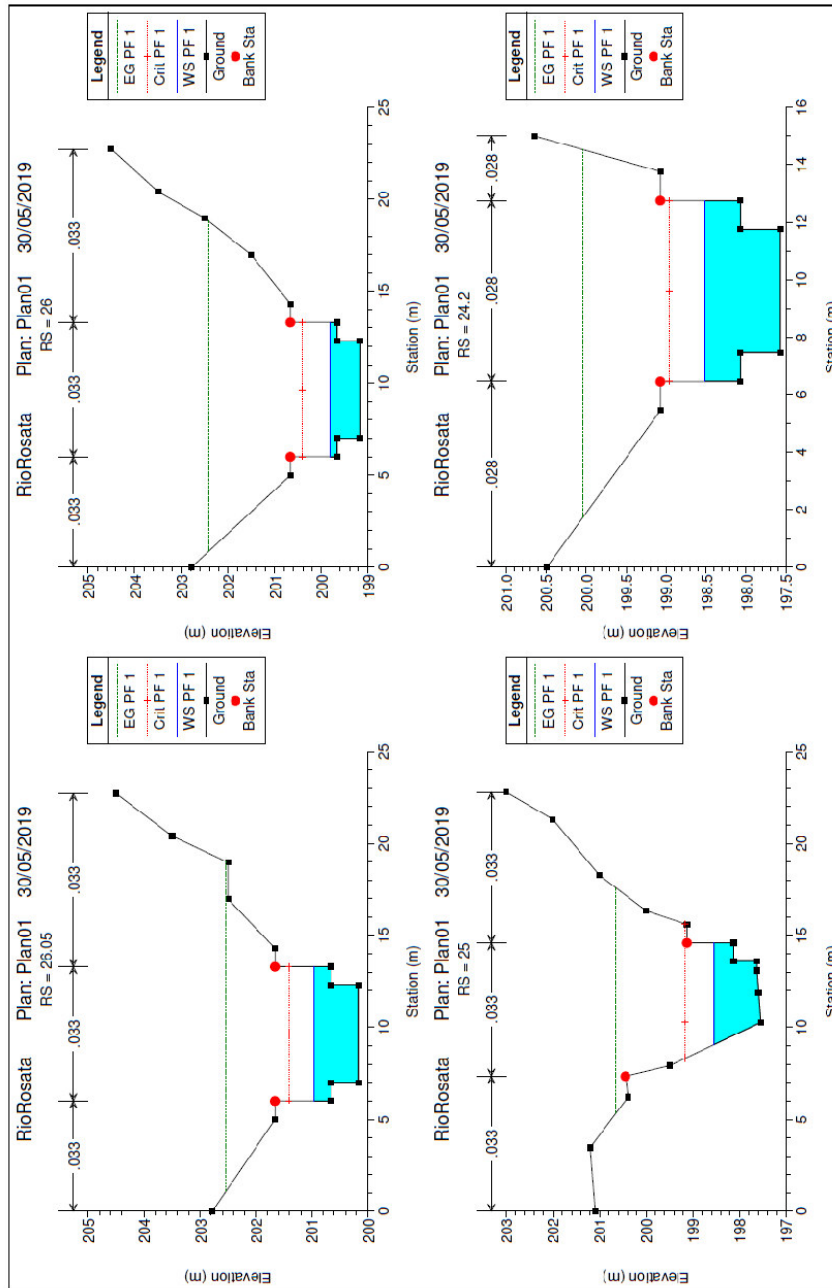 RioRosata Plan: Plan01 30/05/2019
RS = 26.05
.033
.033
.033
Legend
EG PF 1
Crit PF 1
WS PF 1
Ground
Bank Sta
205
204
203
202
201
200
Elevation (m)
0 5 10 15 20 25
Station (m)
RioRosata Plan: Plan01 30/05/2019
RS = 26
.033
.033
.033
Legend
EG PF 1
Crit PF 1
WS PF 1
Ground
Bank Sta
205
204
203
202
201
200
199
Elevation (m)
0 5 10 15 20 25
Station (m)
RioRosata Plan: Plan01 30/05/2019
RS = 25
.033
.033
.033
Legend
EG PF 1
Crit PF 1
WS PF 1
Ground
Bank Sta
203
202
201
200
199
198
197
Elevation (m)
0 5 10 15 20 25
Station (m)
RioRosata Plan: Plan01 30/05/2019
RS = 24.2
.028
.028
.028
Legend
EG PF 1
Crit PF 1
WS PF 1
Ground
Bank Sta
201.0
200.5
200.0
199.5
199.0
198.5
198.0
197.5
Elevation (m)
0 2 4 6 8 10 12 14 16
Station (m)